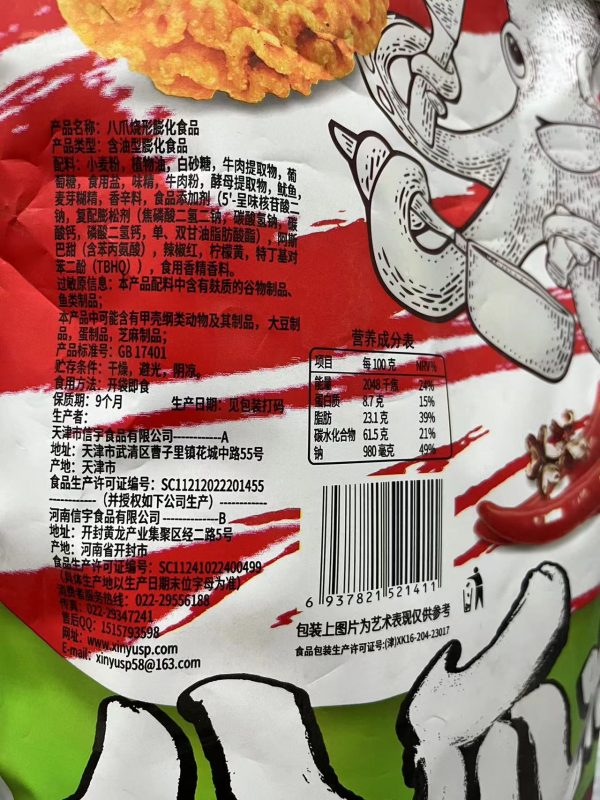 产品名称：八爪烧形膨化食品
产品类型：含油型膨化食品
配料：小麦粉，植物油，白砂糖，牛肉提取物，葡
萄糖，食用盐，味精，牛肉粉，酵母提取物，鱿鱼，
麦芽糊精，香辛料，食品添加剂（5'-呈味核苷酸二
钠，复配膨松剂（焦磷酸二氢二钠，碳酸氢钠，碳
酸钙，磷酸二氢钙，单、双甘油脂肪酸酯），阿斯
巴甜（含苯丙氨酸），辣椒红，柠檬黄，特丁基对
苯二酚（TBHQ）），食用香精香料。
过敏原信息：本产品配料中含有麸质的谷物制品、
鱼类制品；
本产品中可能含有甲壳纲类动物及其制品，大豆制
品，蛋制品，芝麻制品；
产品标准号：GB 17401
贮存条件：干燥，避光，阴凉。
食用方法：开袋即食
保质期：9个月 生产日期：见包装打码
生产者：
天津市信宇食品有限公司------------A
地址：天津市武清区曹子里镇花城中路55号
产地：天津市
食品生产许可证编号：SC11212022201455
------------（并授权如下公司生产）------------
河南信宇食品有限公司--------------B
地址：开封黄龙产业集聚区经二路5号
产地：河南省开封市
食品生产许可证编号：SC11241022400499
（具体生产地以生产日期末位字母为准）
消费者服务热线：022-29556188
传真：022-29347241
售后QQ：1515793598
网址：www.xinyusp.com
E-mail：xinyusp58@163.com
营养成分表
项目 每100克 NRV%
能量 2048千焦 24%
蛋白质 8.7克 15%
脂肪 23.1克 39%
碳水化合物 61.5克 21%
钠 980毫克 49%
6 937821 521411
包装上图片为艺术表现仅供参考
食品包装生产许可证号:(津)XK16-204-23017